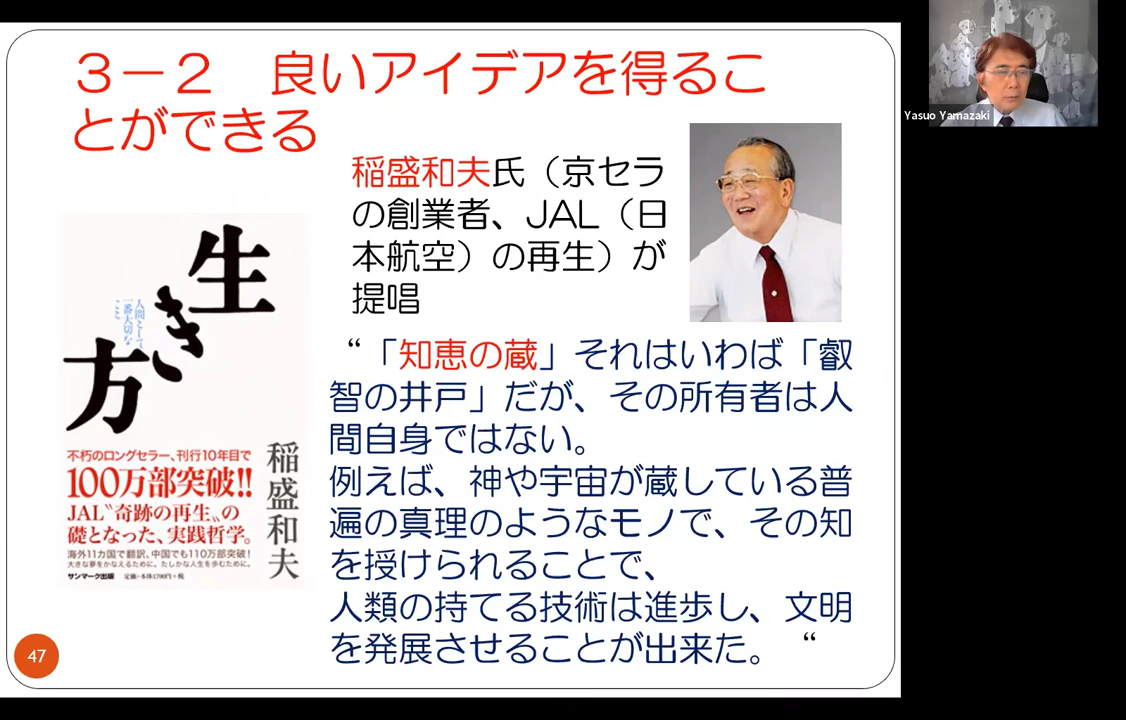 3－2　良いアイデアを得るこ
とができる
稲盛和夫氏（京セラ
の創業者、JAL（日
本航空）の再生）が
提唱
生き方
人間として
一番大切な
こと
稲盛和夫
不朽のロングセラー、刊行10年目で
100万部突破!!
JAL〝奇跡の再生〟の
礎となった、実践哲学。
海外11カ国で翻訳、中国でも110万部突破！
大きな夢をかなえるために。たしかな人生を歩むために。
サンマーク出版　定価=本体1700円+税
“「知恵の蔵」それはいわば「叡
智の井戸」だが、その所有者は人
間自身ではない。
例えば、神や宇宙が蔵している普
遍の真理のようなモノで、その知
を授けられることで、
人類の持てる技術は進歩し、文明
を発展させることが出来た。 “
47
Yasuo Yamazaki